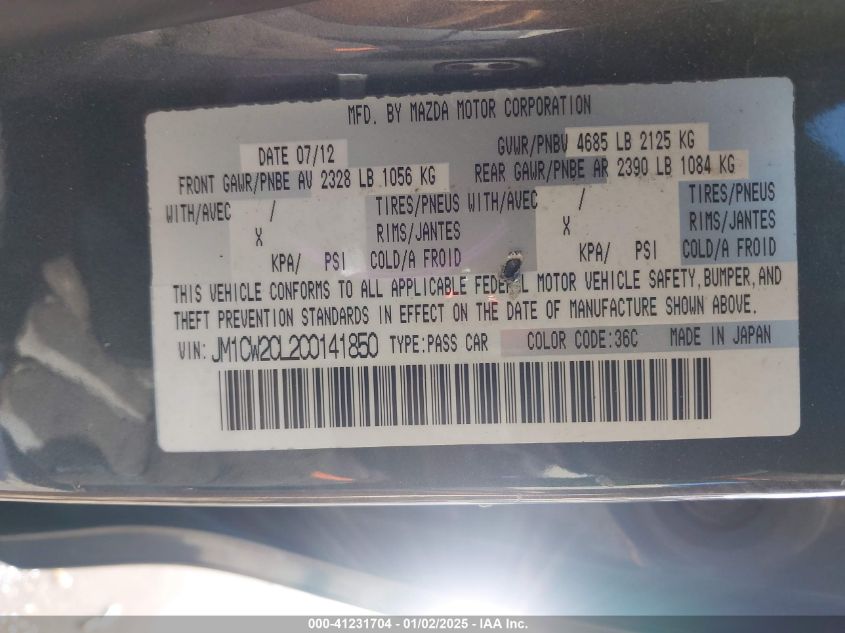 MFD. BY MAZDA MOTOR CORPORATION
DATE 07/12 GVWR/PNBV 4685 LB 2125 KG
FRONT GAWR/PNBE AV 2328 LB 1056 KG REAR GAWR/PNBE AR 2390 LB 1084 KG
WITH/AVEC / TIRES/PNEUS WITH/AVEC / TIRES/PNEUS
X RIMS/JANTES X RIMS/JANTES
KPA/ PSI COLD/A FROID KPA/ PSI COLD/A FROID
THIS VEHICLE CONFORMS TO ALL APPLICABLE FEDERAL MOTOR VEHICLE SAFETY, BUMPER, AND
THEFT PREVENTION STANDARDS IN EFFECT ON THE DATE OF MANUFACTURE SHOWN ABOVE.
VIN: JM1CW2CL2C0141850 TYPE:PASS CAR COLOR CODE:36C MADE IN JAPAN
000-41231704 - 01/02/2025 - IAA Inc.